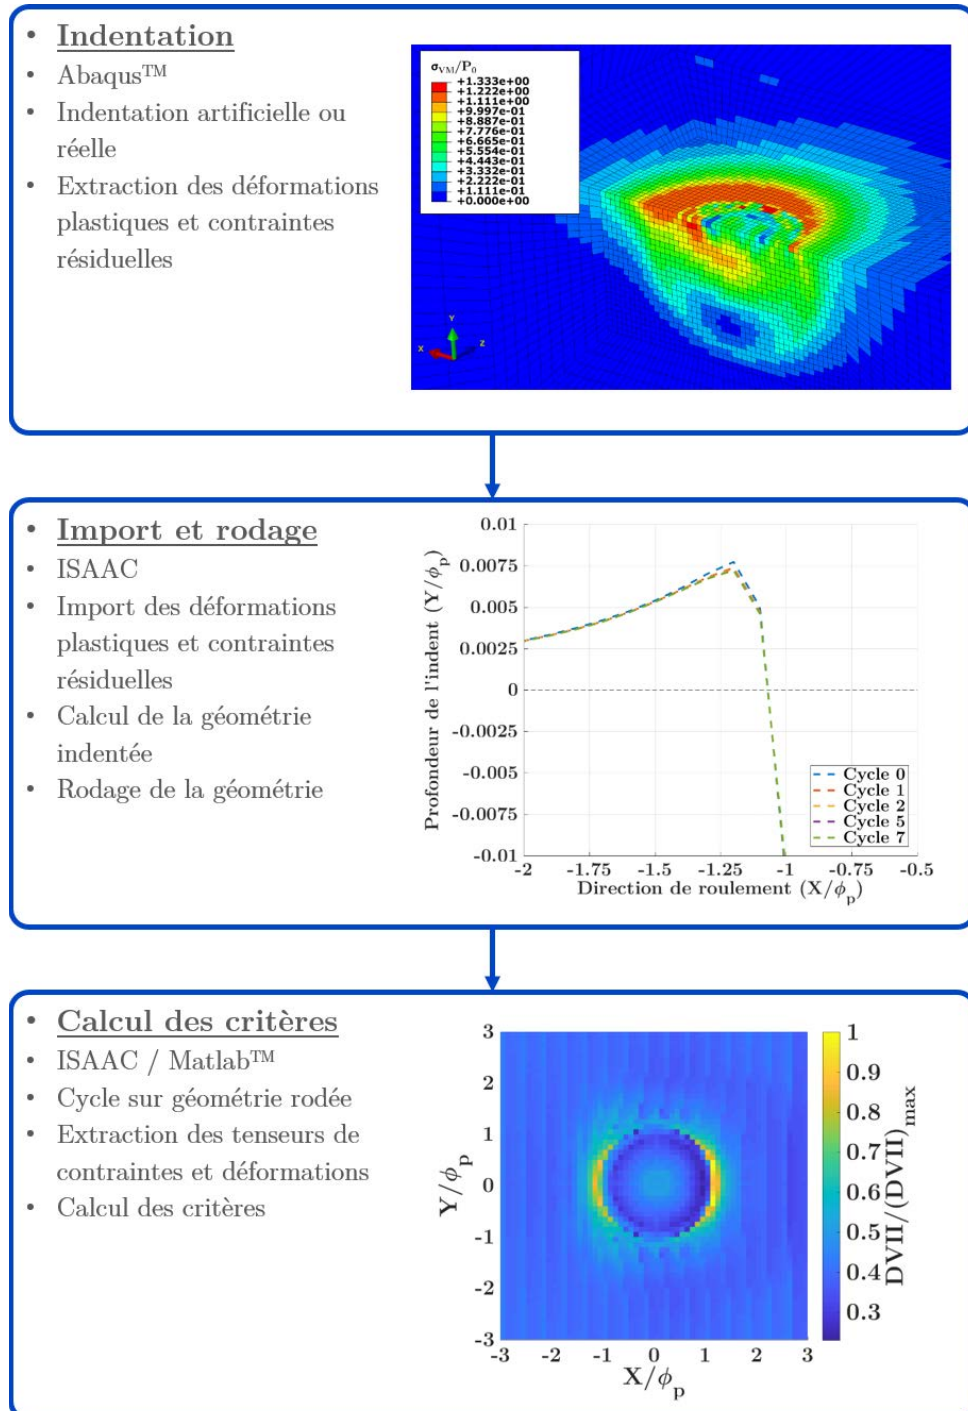 • Indentation
• Abaqus™
• Indentation artificielle ou
réelle
• Extraction des déformations
plastiques et contraintes
résiduelles
σVM/P0
+1.333e+00
+1.222e+00
+1.111e+00
+9.997e-01
+8.887e-01
+7.776e-01
+6.665e-01
+5.554e-01
+4.443e-01
+3.332e-01
+2.222e-01
+1.111e-01
+0.000e+00
Y
X
Z
• Import et rodage
• ISAAC
• Import des déformations
plastiques et contraintes
résiduelles
• Calcul de la géométrie
indentée
• Rodage de la géométrie
Profondeur de l'indent (Y/ϕp)
0.01
0.0075
0.005
0.0025
0
-0.0025
-0.005
-0.0075
-0.01
Cycle 0
Cycle 1
Cycle 2
Cycle 5
Cycle 7
-2 -1.75 -1.5 -1.25 -1 -0.75 -0.5
Direction de roulement (X/ϕp)
• Calcul des critères
• ISAAC / Matlab™
• Cycle sur géométrie rodée
• Extraction des tenseurs de
contraintes et déformations
• Calcul des critères
Y/ϕp
3
2
1
0
-1
-2
-3
-3 -2 -1 0 1 2 3
X/ϕp
1
0.9
0.8
0.7
0.6
0.5
0.4
0.3
DVII/(DVII)max